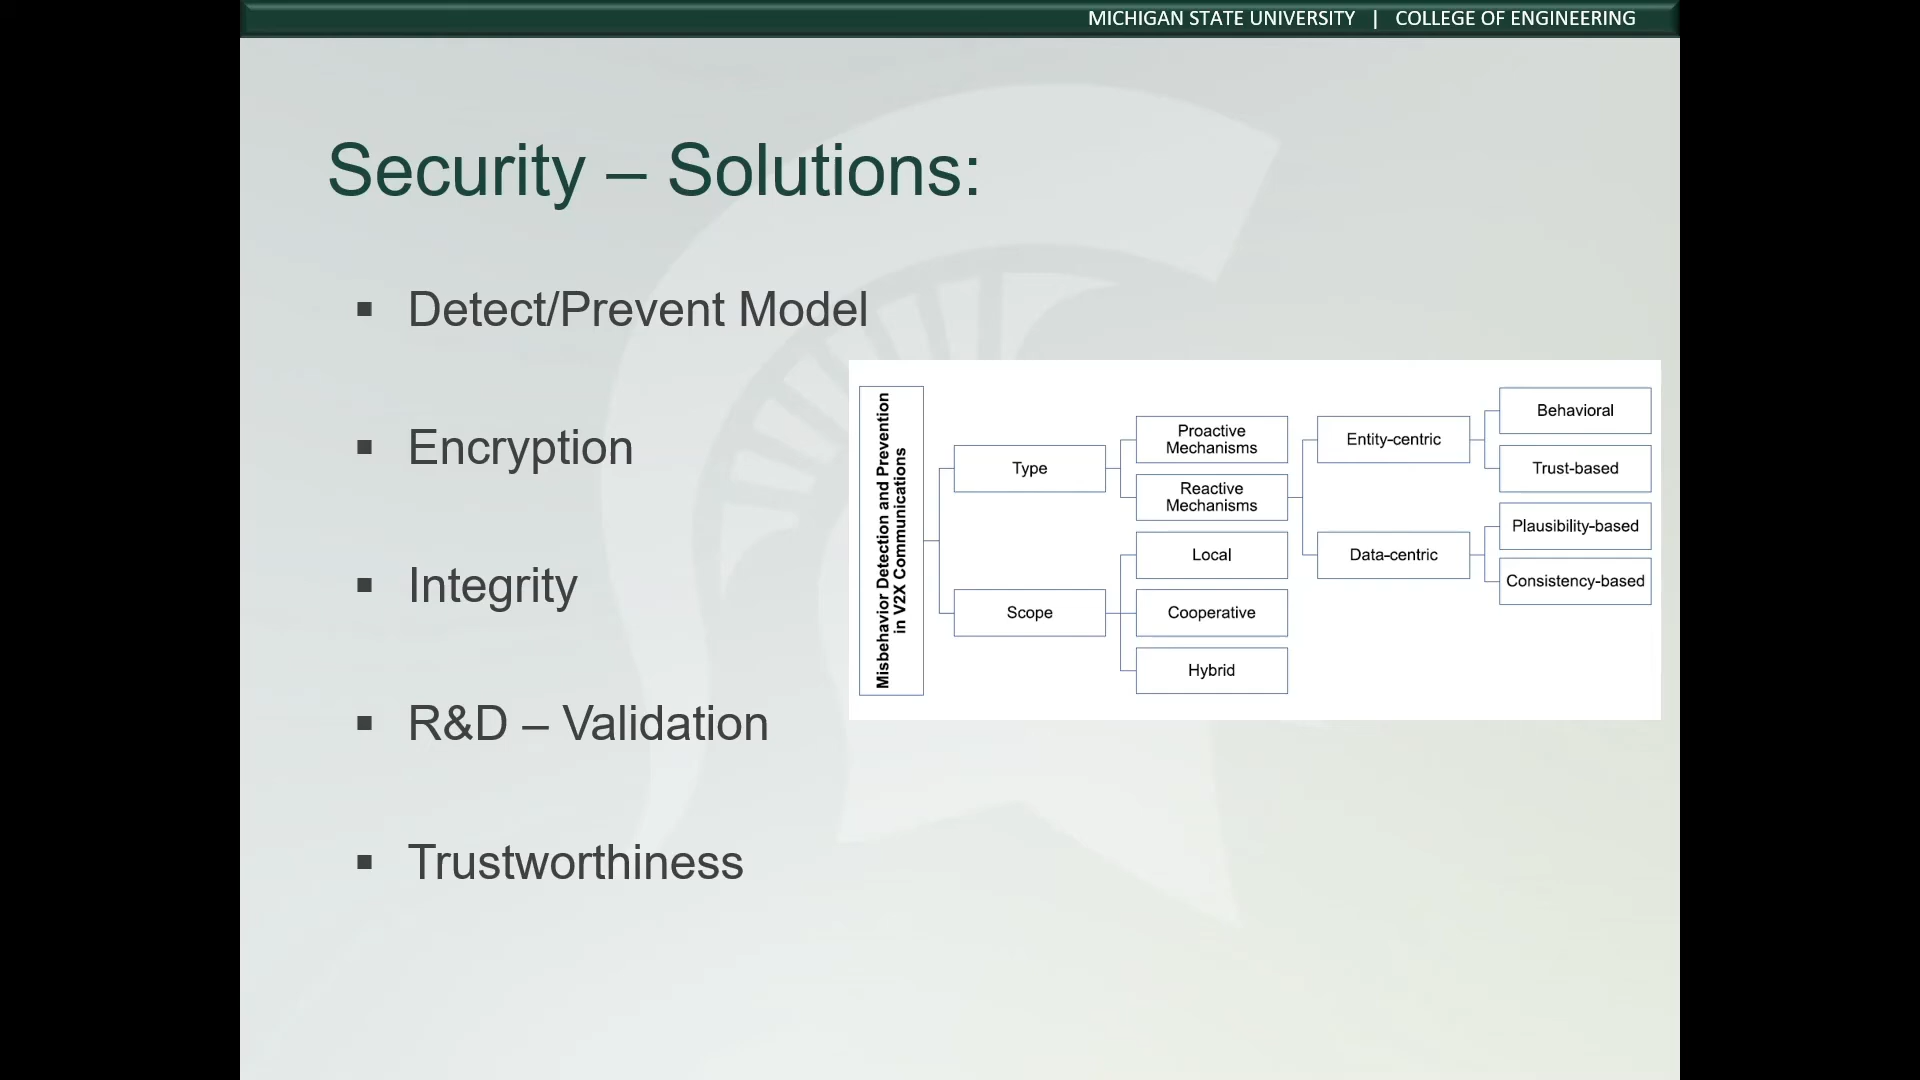 MICHIGAN STATE UNIVERSITY | COLLEGE OF ENGINEERING
Security – Solutions:
▪ Detect/Prevent Model
▪ Encryption
▪ Integrity
▪ R&D – Validation
▪ Trustworthiness
Misbehavior Detection and Prevention
in V2X Communications
Type
Scope
Proactive
Mechanisms
Reactive
Mechanisms
Local
Cooperative
Hybrid
Entity-centric
Data-centric
Behavioral
Trust-based
Plausibility-based
Consistency-based